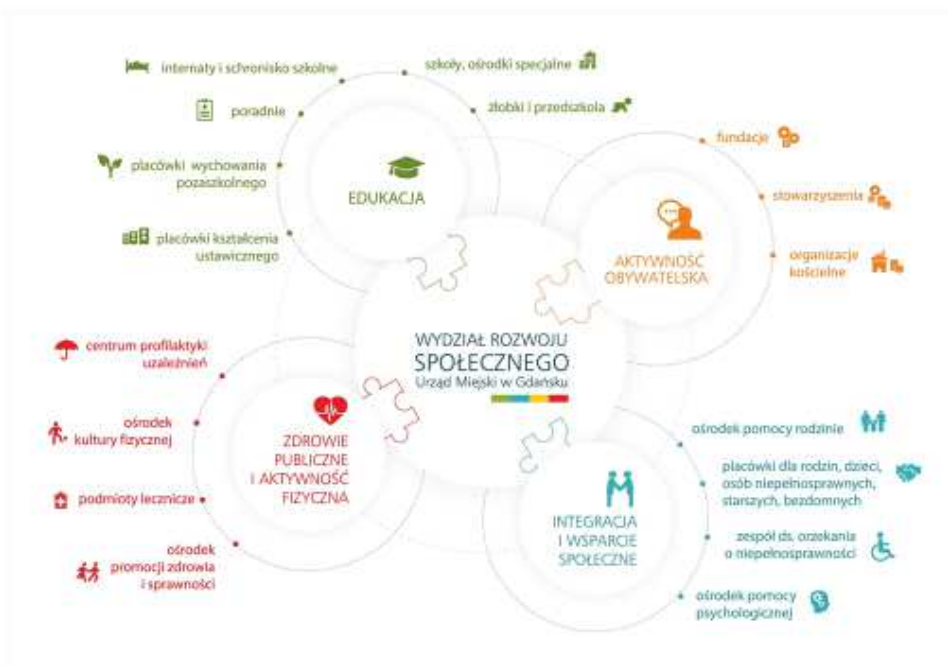 internaty i schronisko szkolne
szkoły, ośrodki specjalne
poradnie
żłobki i przedszkola
placówki wychowania
pozaszkolnego
placówki kształcenia
ustawicznego
EDUKACJA
fundacje
stowarzyszenia
organizacje
kościelne
AKTYWNOŚĆ
OBYWATELSKA
WYDZIAŁ ROZWOJU
SPOŁECZNEGO
Urząd Miejski w Gdańsku
centrum profilaktyki
uzależnień
ośrodek
kultury fizycznej
podmioty lecznicze
ośrodek
promocji zdrowia
i sprawności
ZDROWIE
PUBLICZNE
I AKTYWNOŚĆ
FIZYCZNA
INTEGRACJA
I WSPARCIE
SPOŁECZNE
ośrodek pomocy rodzinie
placówki dla rodzin, dzieci,
osób niepełnosprawnych,
starszych, bezdomnych
zespół ds. orzekania
o niepełnosprawności
ośrodek pomocy
psychologicznej